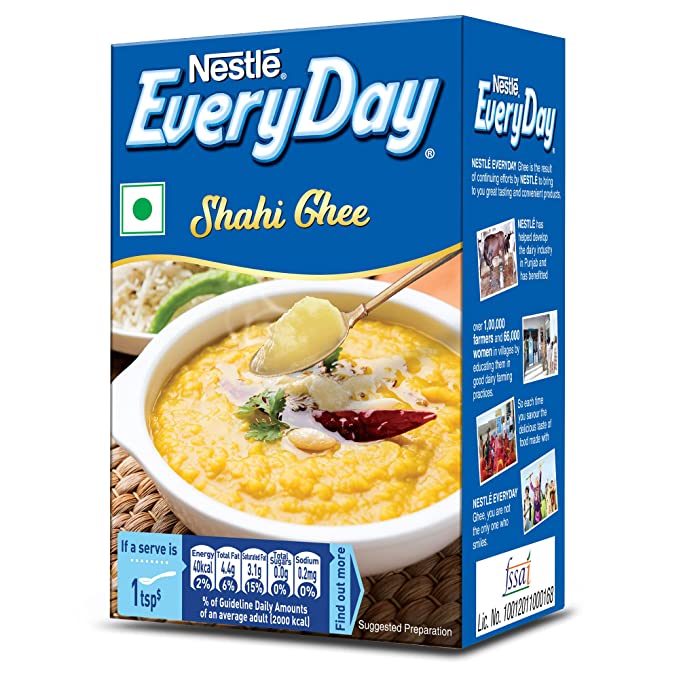 Nestlé®
EveryDay®
Shahi Ghee
If a serve is
1tsp$
Energy
40kcal
2%
Total Fat
4.4g
6%
Saturated Fat
3.1g
15%
Total
Sugars
0.0g
0%
Sodium
0.2mg
0%
% of Guideline Daily Amounts
of an average adult (2000 kcal)
Find out more
Suggested Preparation
Nestlé®
EveryDay®
NESTLÉ EVERYDAY Ghee is the result
of continuing efforts by NESTLÉ to bring
to you great tasting and convenient products.
NESTLÉ has
helped develop
the dairy industry
in Punjab and
has benefitted
over 1,00,000
farmers and 66,000
women in villages by
educating them in
good dairy farming
practices.
So each time
you savour the
delicious taste of
food made with
NESTLÉ EVERYDAY
Ghee, you are not
the only one who
smiles.
fssai
Lic. No. 10012011000168